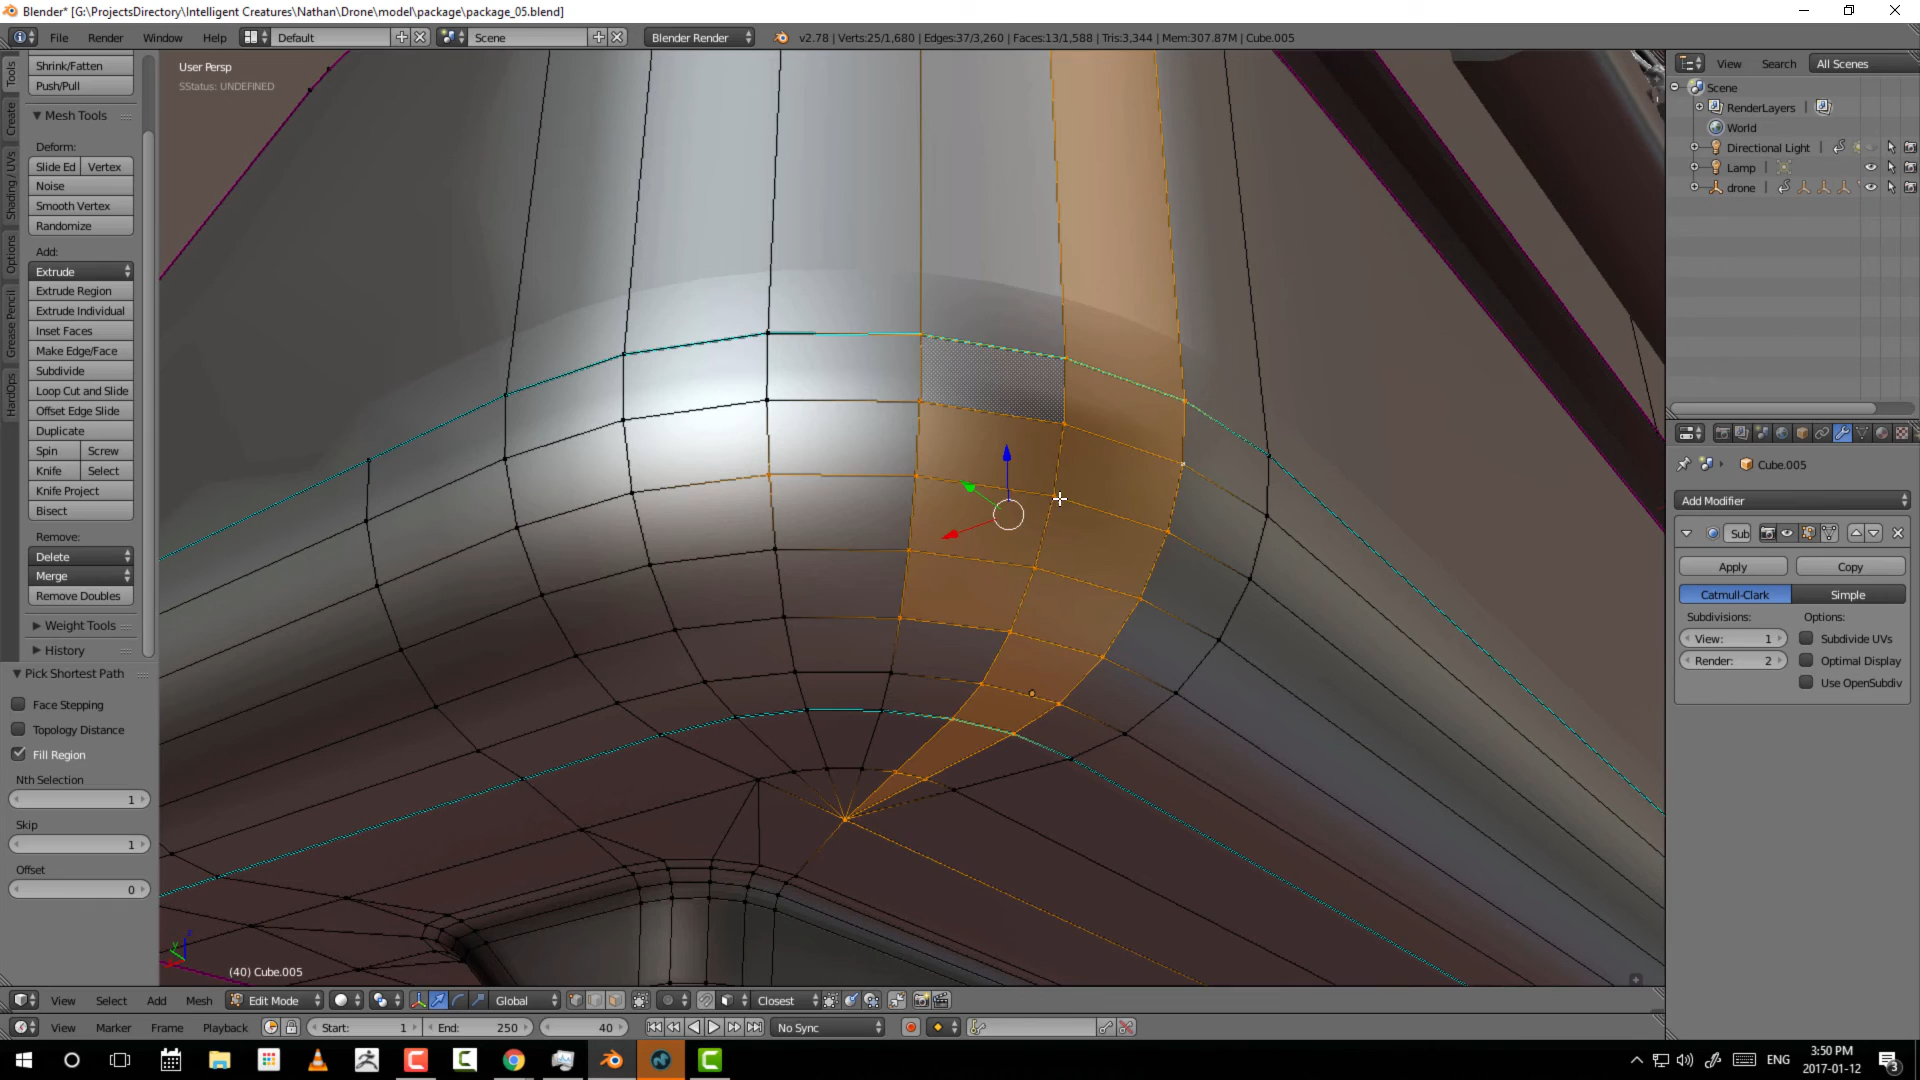 Blender* [G:\ProjectsDirectory\Intelligent Creatures\Nathan\Drone\model\package\package_05.blend]
File Render Window Help Default Scene Blender Render v2.78 | Verts:25/1,680 | Edges:37/3,260 | Faces:13/1,588 | Tris:3,344 | Mem:307.87M | Cube.005
Tools
Create
Shading / UVs
Options
Grease Pencil
HardOps
Shrink/Fatten
Push/Pull
Mesh Tools
Deform:
Slide Ed Vertex
Noise
Smooth Vertex
Randomize
Add:
Extrude
Extrude Region
Extrude Individual
Inset Faces
Make Edge/Face
Subdivide
Loop Cut and Slide
Offset Edge Slide
Duplicate
Spin Screw
Knife Select
Knife Project
Bisect
Remove:
Delete
Merge
Remove Doubles
Weight Tools
History
Pick Shortest Path
Face Stepping
Topology Distance
Fill Region
Nth Selection
1
Skip
1
Offset
0
User Persp
SStatus: UNDEFINED
(40) Cube.005
View Search All Scenes
Scene
RenderLayers |
World
Directional Light |
Lamp |
drone |
Cube.005
Add Modifier
Sub
Apply Copy
Catmull-Clark Simple
Subdivisions: Options:
View: 1 Subdivide UVs
Render: 2 Optimal Display
Use OpenSubdiv
View Select Add Mesh Edit Mode Global Closest
View Marker Frame Playback Start: 1 End: 250 40 No Sync
ENG 3:50 PM
2017-01-12
3